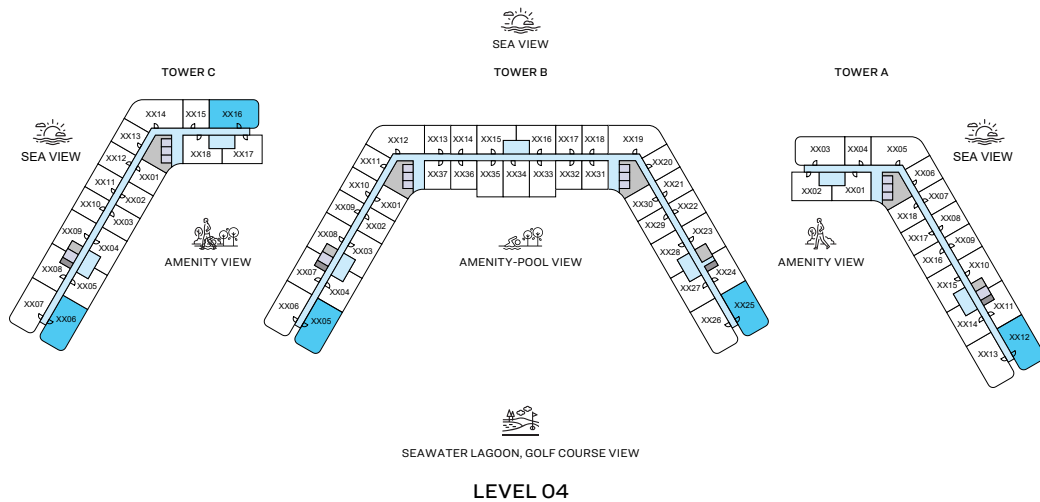 SEA VIEW
TOWER C
TOWER B
TOWER A
SEA VIEW
SEA VIEW
XX14
XX15
XX16
XX13
XX12
XX11
XX10
XX09
XX08
XX07
XX18
XX17
XX01
XX02
XX03
XX04
XX05
XX06
AMENITY VIEW
XX12
XX13
XX14
XX15
XX16
XX17
XX18
XX19
XX11
XX10
XX09
XX08
XX07
XX06
XX37
XX36
XX35
XX34
XX33
XX32
XX31
XX01
XX02
XX03
XX04
XX05
XX20
XX21
XX22
XX23
XX24
XX25
XX30
XX29
XX28
XX27
XX26
AMENITY-POOL VIEW
XX03
XX04
XX05
XX02
XX01
XX06
XX07
XX08
XX09
XX10
XX11
XX12
XX18
XX17
XX16
XX15
XX14
XX13
AMENITY VIEW
SEAWATER LAGOON, GOLF COURSE VIEW
LEVEL 04